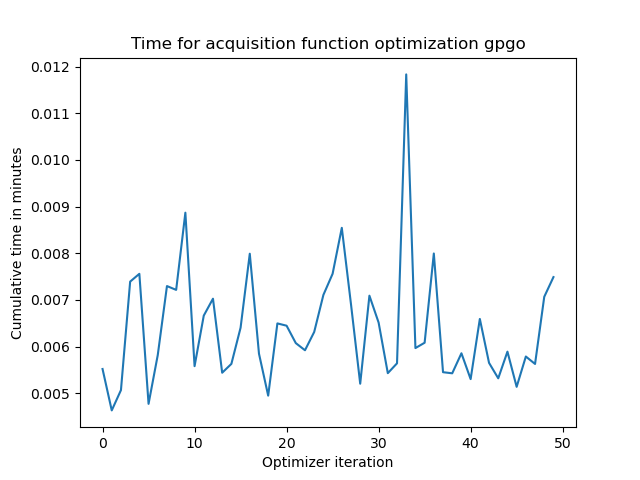 Time for acquisition function optimization gpgo
0.012
0.011
0.010
0.009
0.008
0.007
0.006
0.005
Cumulative time in minutes
0 10 20 30 40 50
Optimizer iteration